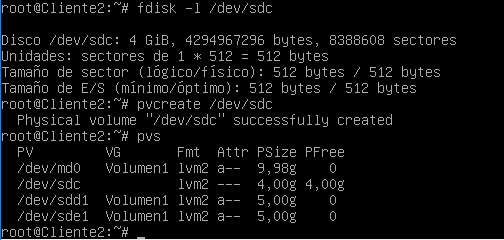 root@Cliente2:~# fdisk -l /dev/sdc
Disco /dev/sdc: 4 GiB, 4294967296 bytes, 8388608 sectores
Unidades: sectores de 1 * 512 = 512 bytes
Tamaño de sector (lógico/físico): 512 bytes / 512 bytes
Tamaño de E/S (mínimo/óptimo): 512 bytes / 512 bytes
root@Cliente2:~# pvcreate /dev/sdc
  Physical volume "/dev/sdc" successfully created
root@Cliente2:~# pvs
  PV         VG       Fmt  Attr PSize PFree
  /dev/md0   Volumen1 lvm2 a--  9,98g    0
  /dev/sdc            lvm2 ---  4,00g 4,00g
  /dev/sdd1  Volumen1 lvm2 a--  5,00g    0
  /dev/sde1  Volumen1 lvm2 a--  5,00g    0
root@Cliente2:~# _